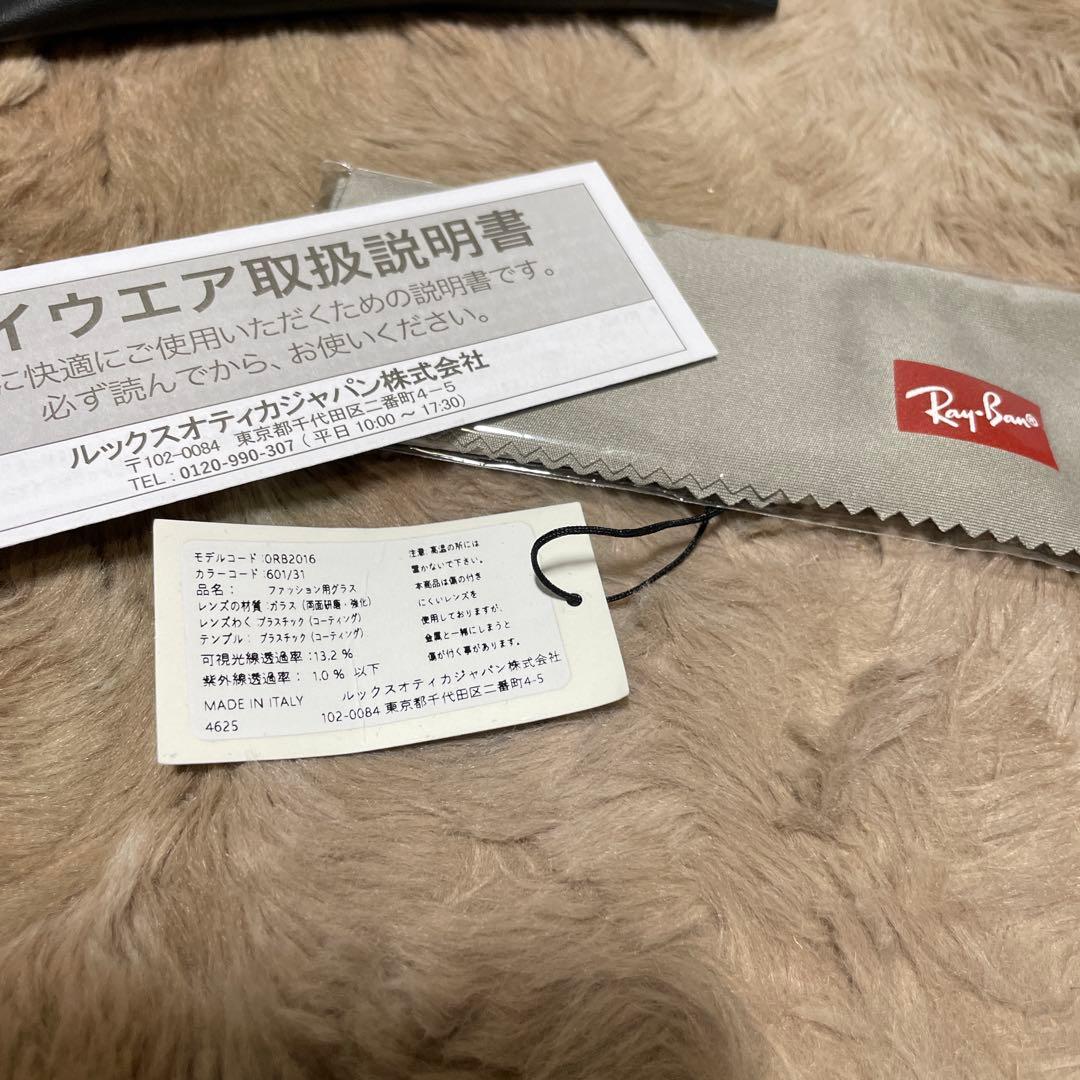 イウエア取扱説明書
に快適にご使用いただくための説明書です。
必ず読んでから、お使いください。
ルックスオティカジャパン株式会社
〒102-0084 東京都千代田区二番町4-5
TEL:0120-990-307 (平日 10:00 ~ 17:30)
Ray-Ban®
モデルコード:0RB2016
カラーコード:601/31
品名: ファッション用グラス
レンズの材質:ガラス(両面研磨・強化)
レンズわく:プラスチック(コーティング)
テンプル: プラスチック(コーティング)
可視光線透過率:13.2 %
紫外線透過率: 1.0 % 以下
MADE IN ITALY
4625
注意:高温の所には
置かないで下さい。
本商品は傷の付き
にくいレンズを
使用しておりますが、
金属と一緒にしまうと
傷が付く事があります。
ルックスオティカジャパン株式会社
102-0084 東京都千代田区二番町4-5